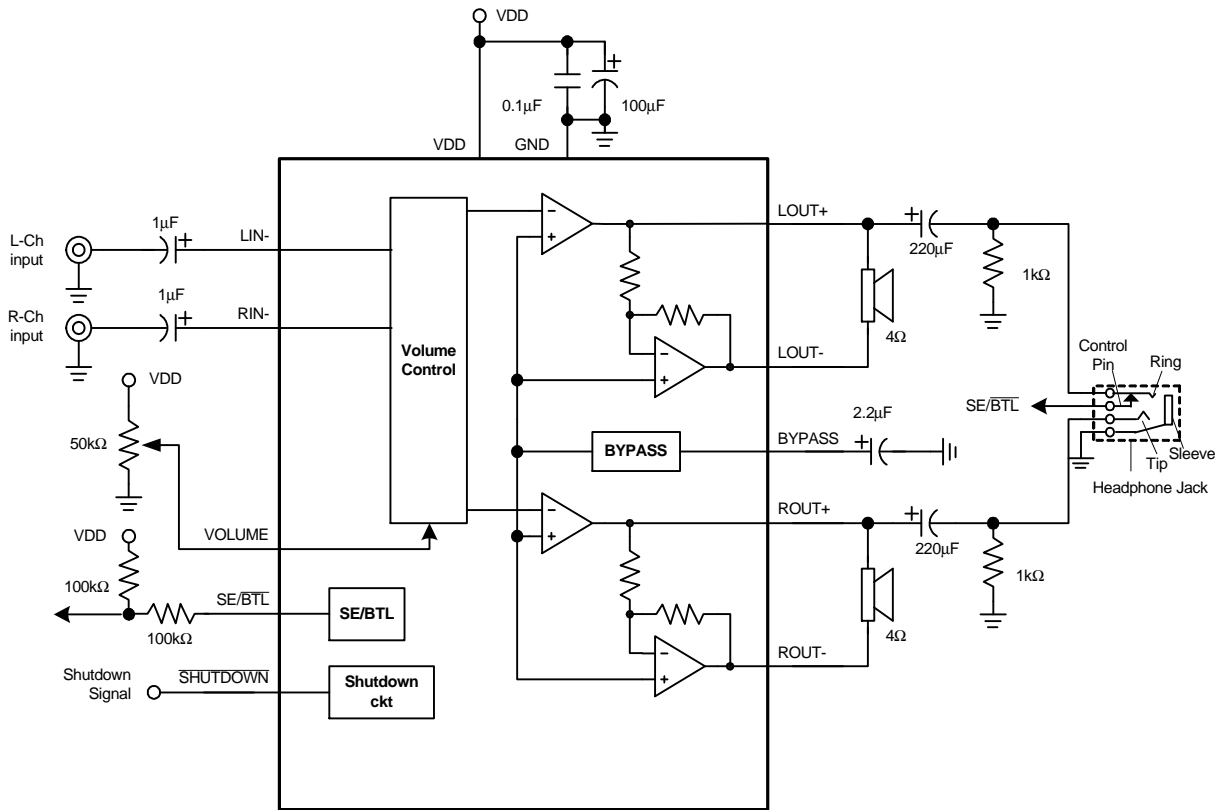 VDD
0.1µF
+
100µF
VDD
GND
L-Ch
input
1µF
+
LIN-
R-Ch
input
1µF
+
RIN-
Volume
Control
−
+
−
+
LOUT+
LOUT-
+
220µF
1kΩ
4Ω
VDD
50kΩ
VOLUME
BYPASS
BYPASS
2.2µF
+
SE/BTL
Control
Pin
Ring
Tip
Sleeve
Headphone Jack
−
+
−
+
ROUT+
ROUT-
+
220µF
1kΩ
4Ω
VDD
100kΩ
100kΩ
SE/BTL
SE/BTL
Shutdown
Signal
SHUTDOWN
Shutdown
ckt